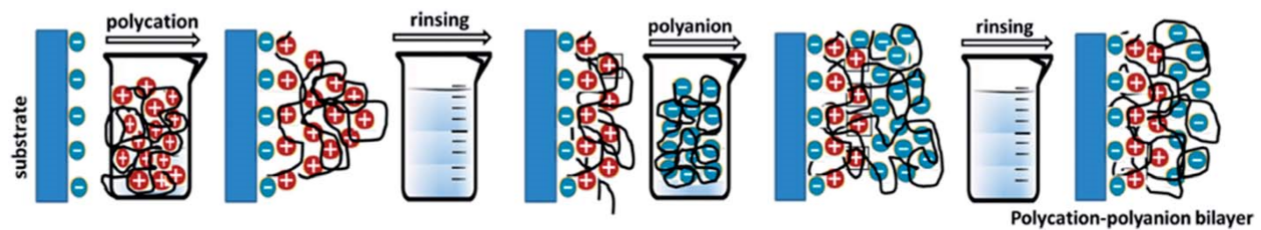 substrate
polycation
rinsing
polyanion
rinsing
Polycation-polyanion bilayer